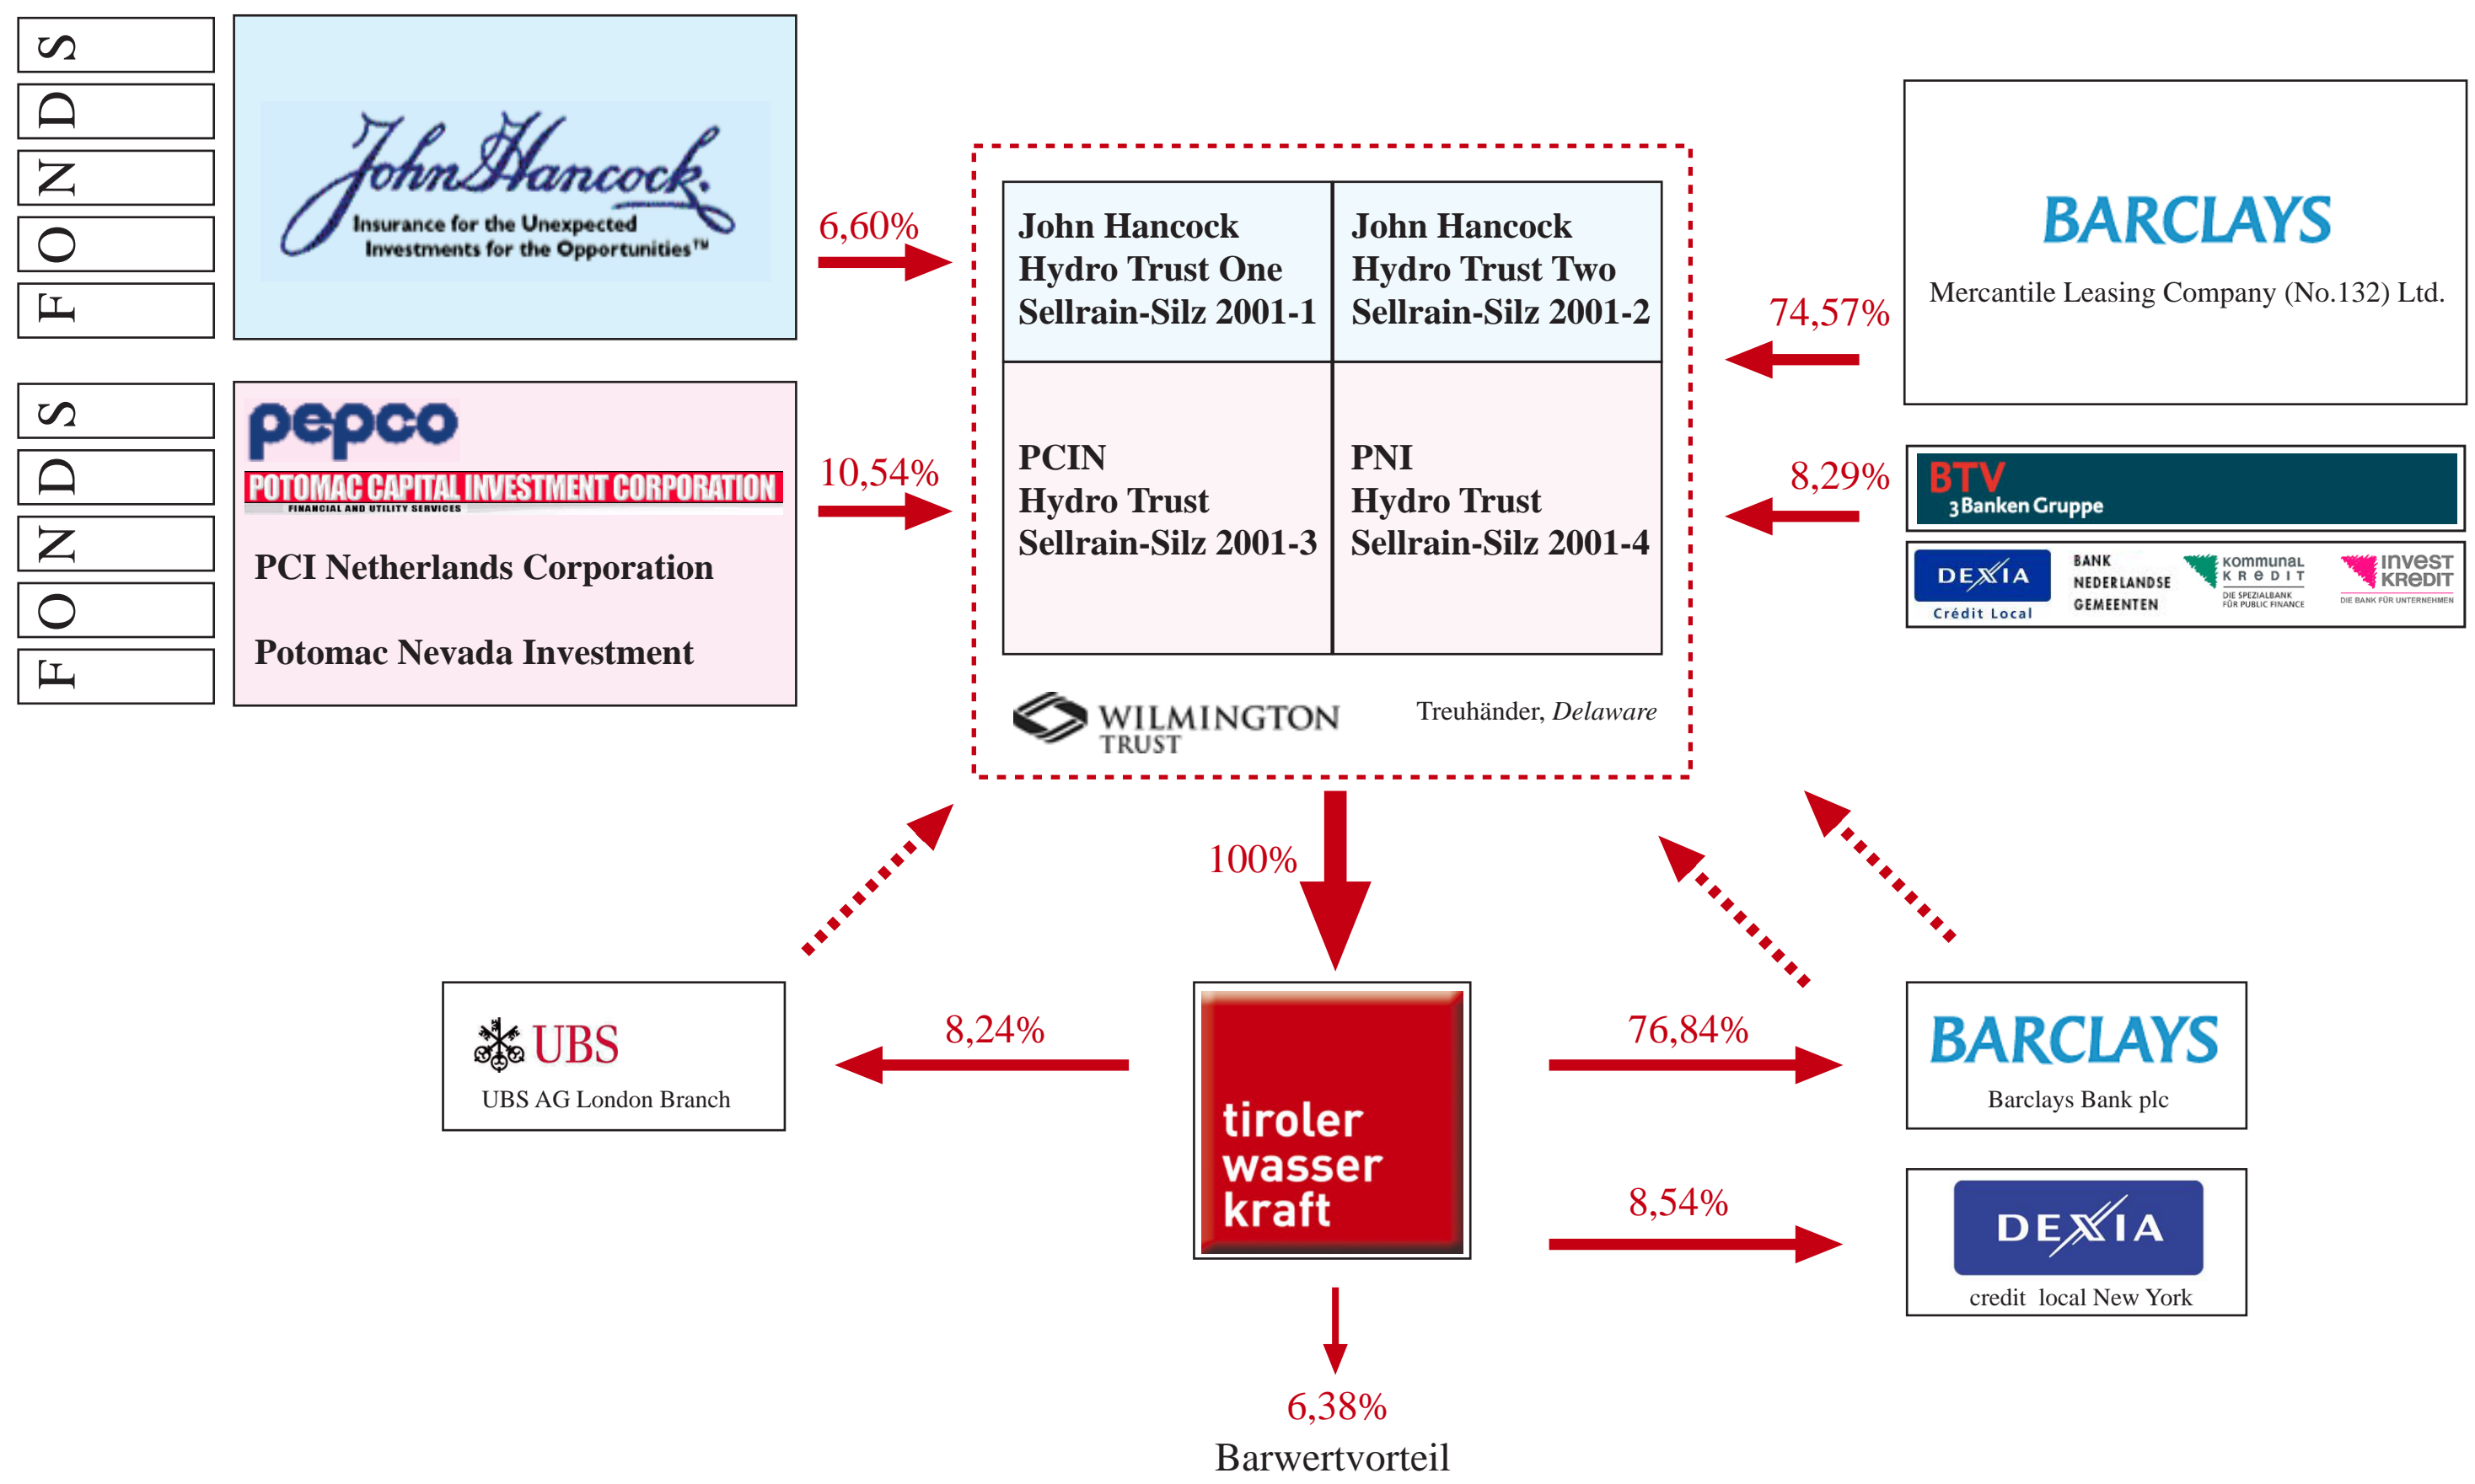 FONDS
John Hancock.
Insurance for the Unexpected
Investments for the Opportunities™
6,60%
FONDS
pepco
POTOMAC CAPITAL INVESTMENT CORPORATION
FINANCIAL AND UTILITY SERVICES
PCI Netherlands Corporation
Potomac Nevada Investment
10,54%
John Hancock
Hydro Trust One
Sellrain-Silz 2001-1
John Hancock
Hydro Trust Two
Sellrain-Silz 2001-2
PCIN
Hydro Trust
Sellrain-Silz 2001-3
PNI
Hydro Trust
Sellrain-Silz 2001-4
WILMINGTON
TRUST
Treuhänder, Delaware
74,57%
BARCLAYS
Mercantile Leasing Company (No.132) Ltd.
8,29%
BTV
3 Banken Gruppe
DEXIA
Crédit Local
BANK
NEDERLANDSE
GEMEENTEN
Kommunal
KREDIT
DIE SPEZIALBANK
FÜR PUBLIC FINANCE
INVEST
KREDIT
DIE BANK FÜR UNTERNEHMEN
100%
UBS
UBS AG London Branch
8,24%
tiroler
wasser
kraft
76,84%
BARCLAYS
Barclays Bank plc
8,54%
DEXIA
credit local New York
6,38%
Barwertvorteil